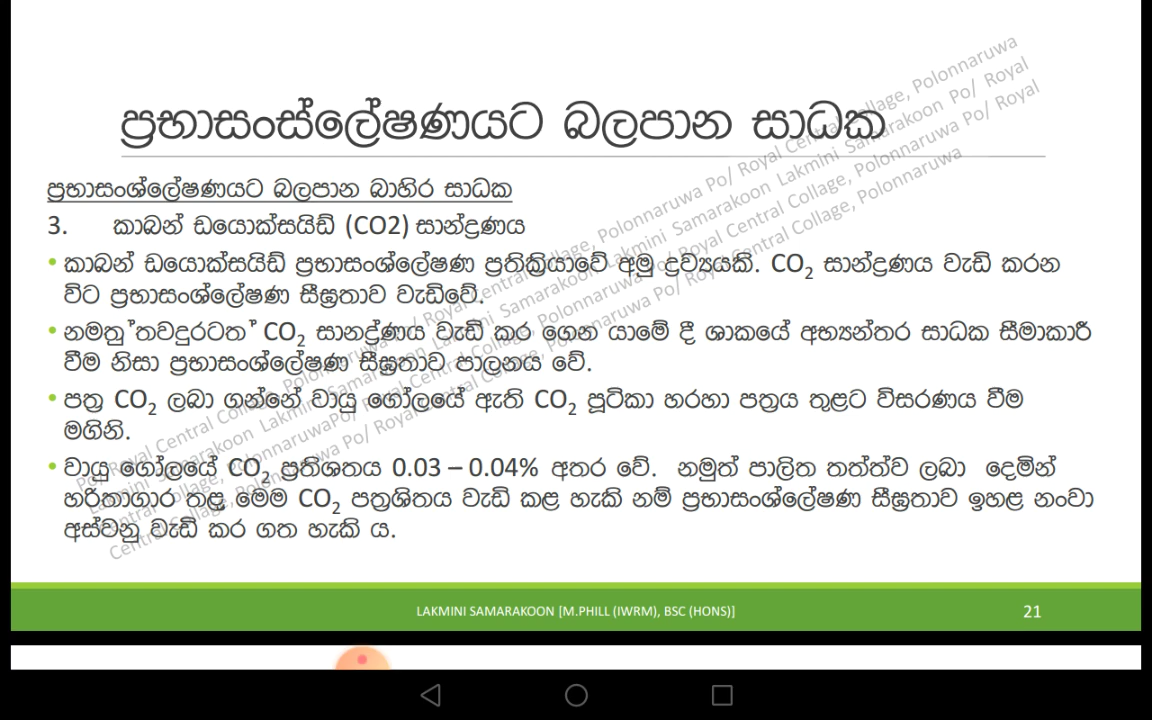 ප්‍රභාසංස්ලේෂණයට බලපාන සාධක
ප්‍රභාසංශ්ලේෂණයට බලපාන බාහිර සාධක
3. කාබන් ඩයොක්සයිඩ් (CO2) සාන්ද්‍රණය
• කාබන් ඩයොක්සයිඩ් ප්‍රභාසංශ්ලේෂණ ප්‍රතික්‍රියාවේ අමු ද්‍රව්‍යයකි. CO₂ සාන්ද්‍රණය වැඩි කරන
විට ප්‍රභාසංශ්ලේෂණ සීඝ්‍රතාව වැඩිවේ.
• නමතු ්තවදුරටත ් CO₂ සානද්‍ර්ණය වැඩි කර ගෙන යාමේ දී ශාකයේ අභ්‍යන්තර සාධක සීමාකාරී
වීම නිසා ප්‍රභාසංශ්ලේෂණ සීඝ්‍රතාව පාලනය වේ.
• පත්‍ර CO₂ ලබා ගන්නේ වායු ගෝලයේ ඇති CO₂ පූටිකා හරහා පත්‍රය තුළට විසරණය වීම
මගිනි.
• වායු ගෝලයේ CO₂ ප්‍රතිශතය 0.03 – 0.04% අතර වේ. නමුත් පාලිත තත්ත්ව ලබා දෙමින්
හරිතාගාර තුළ මෙම CO₂ පත්‍රශිතය වැඩි කළ හැකි නම් ප්‍රභාසංශ්ලේෂණ සීඝ්‍රතාව ඉහළ නංවා
අස්වනු වැඩි කර ගත හැකි ය.
LAKMINI SAMARAKOON [M.PHILL (IWRM), BSC (HONS)]
21